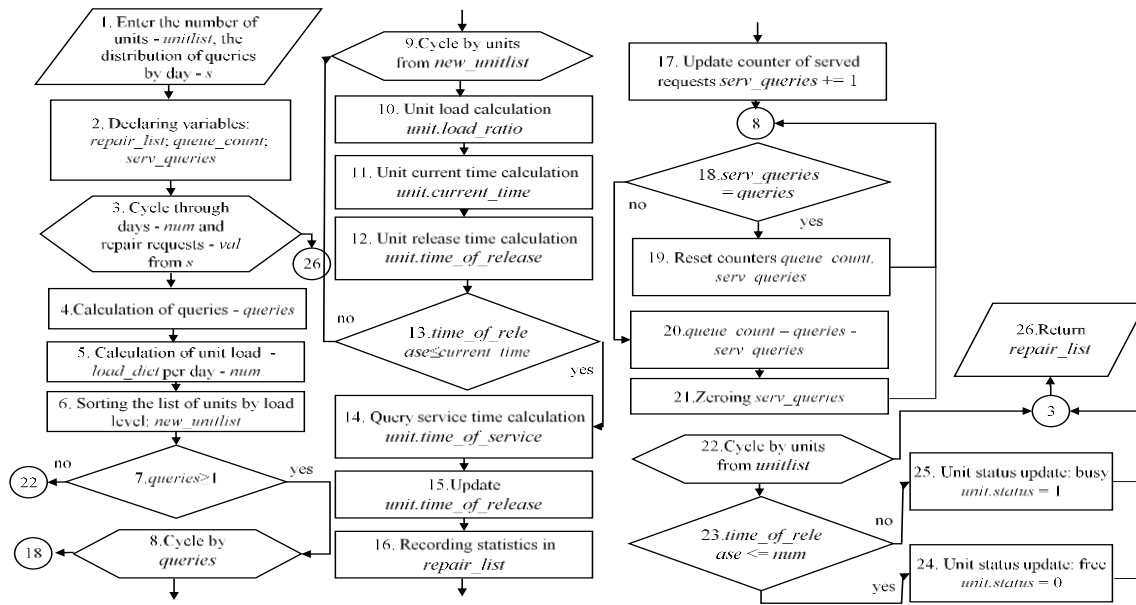 1. Enter the number of
units - unitlist, the
distribution of queries
by day - s
2. Declaring variables:
repair_list; queue_count;
serv_queries
3. Cycle through
days - num and
repair requests - val
from s
26
4.Calculation of queries - queries
5. Calculation of unit load -
load_dict per day - num
6. Sorting the list of units by load
level: new_unitlist
no
7.queries>1
yes
22
8.Cycle by
queries
18
9.Cycle by units
from new_unitlist
10. Unit load calculation
unit.load_ratio
11. Unit current time calculation
unit.current_time
12. Unit release time calculation
unit.time_of_release
no
13.time_of_rele
ase≤current_time
yes
14. Query service time calculation
unit.time_of_service
15.Update
unit.time_of_release
16. Recording statistics in
repair_list
17. Update counter of served
requests serv_queries += 1
8
18.serv_queries
= queries
no
yes
19. Reset counters queue_count,
serv_queries
20.queue_count = queries -
serv_queries
21.Zeroing serv_queries
22.Cycle by units
from unitlist
23.time_of_rele
ase <= num
no
yes
26.Return
repair_list
3
25. Unit status update: busy
unit.status = 1
24. Unit status update: free
unit.status = 0